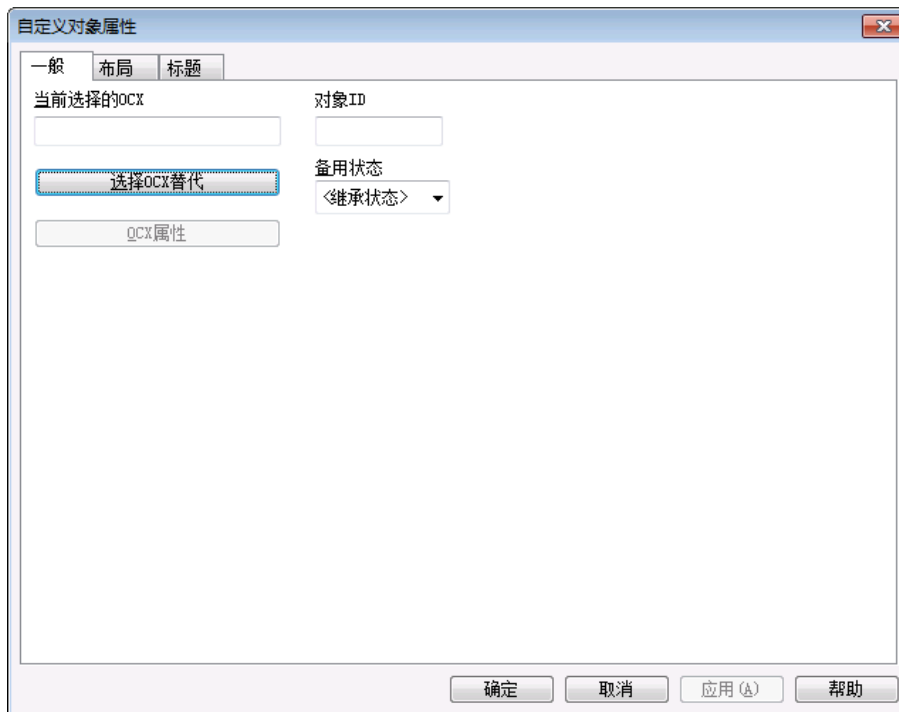 自定义对象属性
一般 布局 标题
当前选择的OCX 对象ID
选择OCX替代 备用状态
<继承状态>
OCX属性
确定 取消 应用(A) 帮助